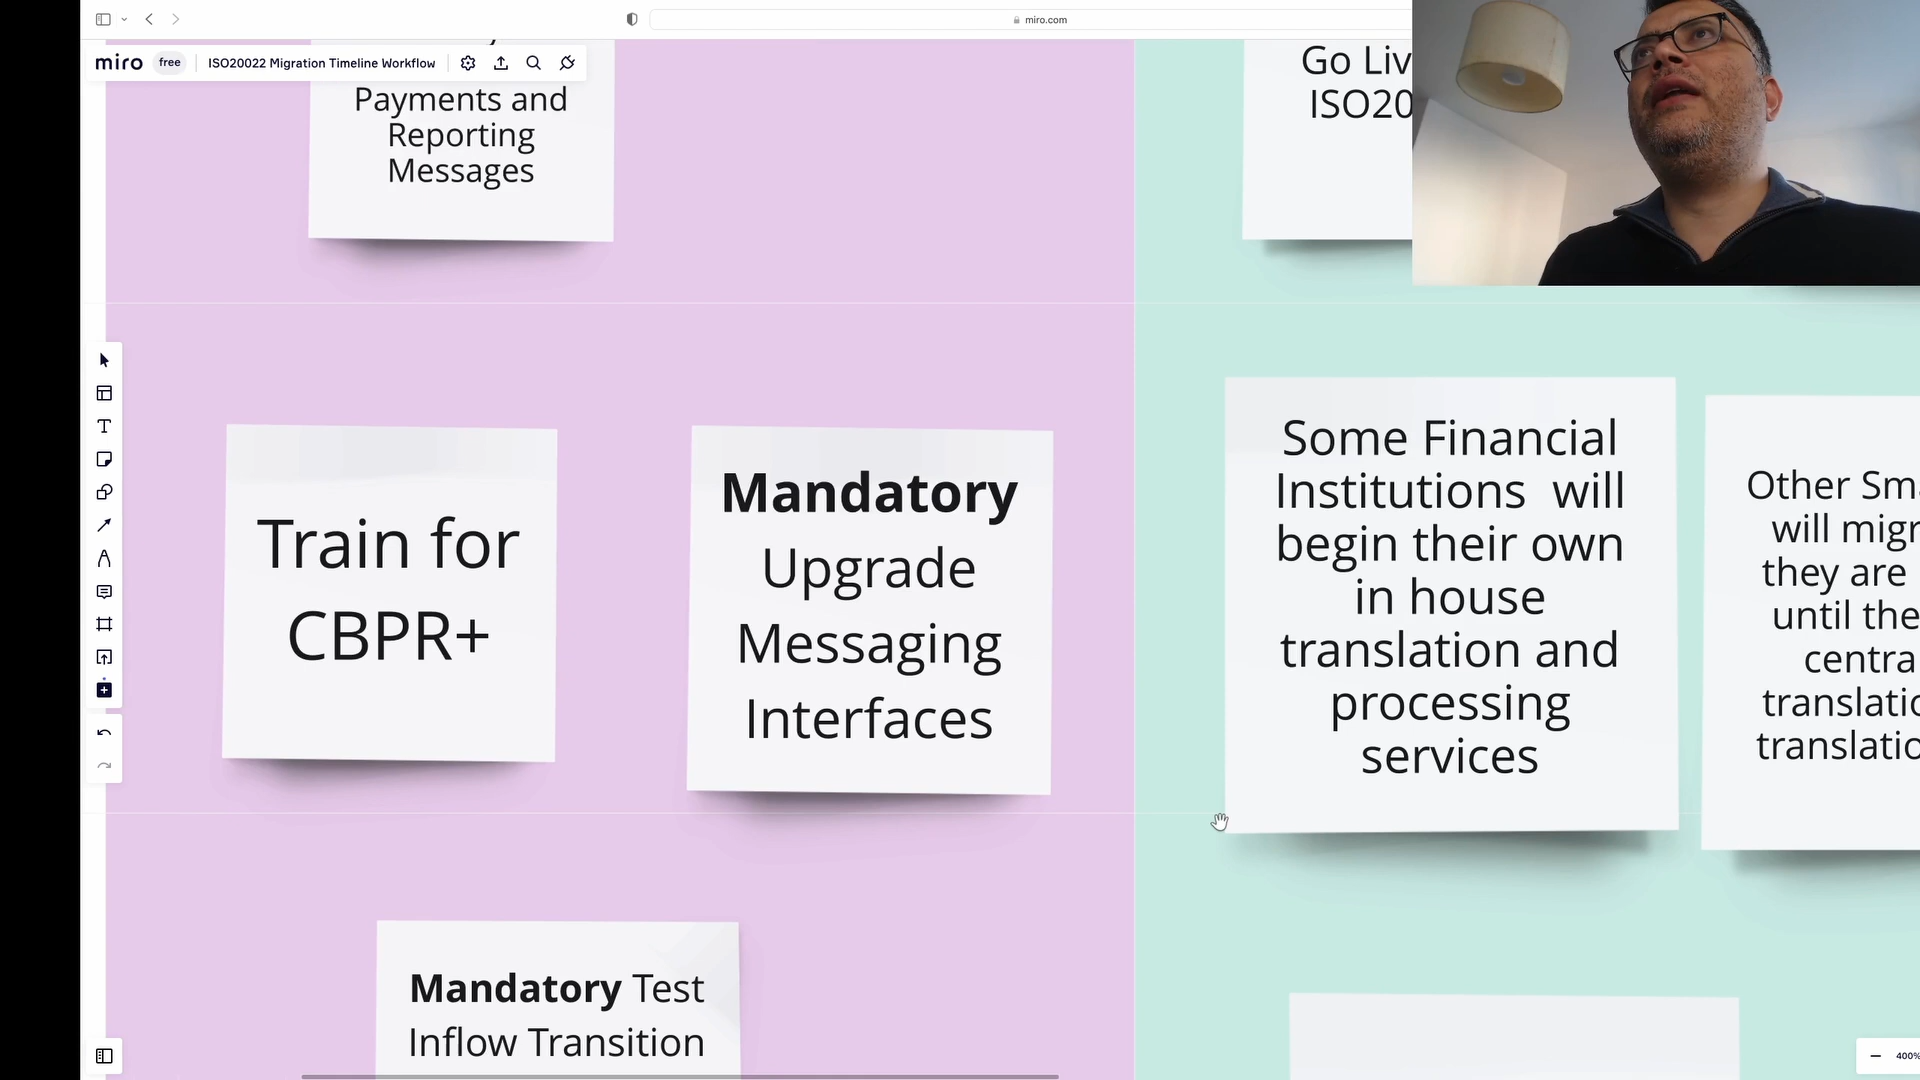 miro.com
miro free ISO20022 Migration Timeline Workflow
Payments and
Reporting
Messages
Go Liv
ISO20
Train for
CBPR+
Mandatory
Upgrade
Messaging
Interfaces
Some Financial
Institutions will
begin their own
in house
translation and
processing
services
Other Sm
will migr
they are
until the
centra
translatio
translatio
Mandatory Test
Inflow Transition
400%